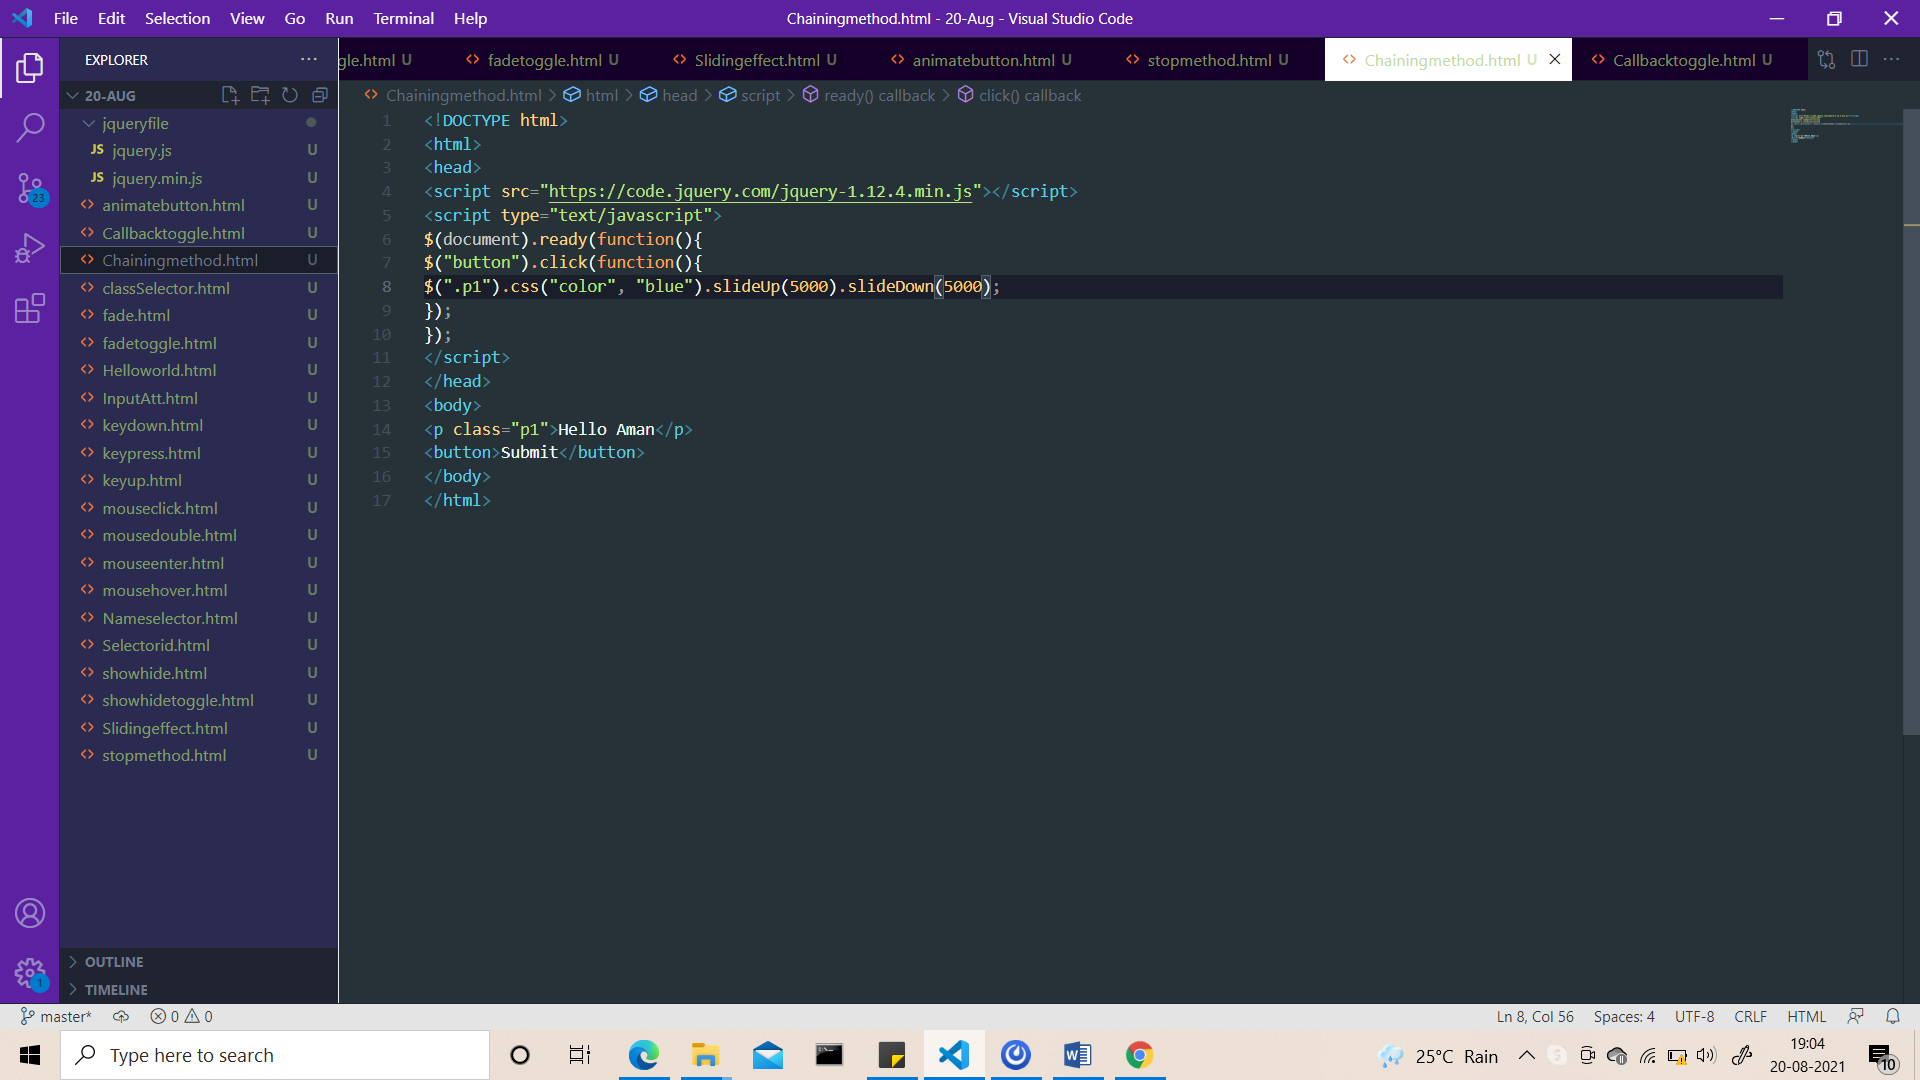 File Edit Selection View Go Run Terminal Help
Chainingmethod.html - 20-Aug - Visual Studio Code
EXPLORER
gle.html U
fadetoggle.html U
Slidingeffect.html U
animatebutton.html U
stopmethod.html U
Chainingmethod.html U
Callbacktoggle.html U
20-AUG
jqueryfile
JS jquery.js U
JS jquery.min.js U
animatebutton.html U
Callbacktoggle.html U
Chainingmethod.html U
classSelector.html U
fade.html U
fadetoggle.html U
Helloworld.html U
InputAtt.html U
keydown.html U
keypress.html U
keyup.html U
mouseclick.html U
mousedouble.html U
mouseenter.html U
mousehover.html U
Nameselector.html U
Selectorid.html U
showhide.html U
showhidetoggle.html U
Slidingeffect.html U
stopmethod.html U
OUTLINE
TIMELINE
23
1
Chainingmethod.html > html > head > script > ready() callback > click() callback
1 <!DOCTYPE html>
2 <html>
3 <head>
4 <script src="https://code.jquery.com/jquery-1.12.4.min.js"></script>
5 <script type="text/javascript">
6 $(document).ready(function(){
7 $("button").click(function(){
8 $(".p1").css("color", "blue").slideUp(5000).slideDown(5000);
9 });
10 });
11 </script>
12 </head>
13 <body>
14 <p class="p1">Hello Aman</p>
15 <button>Submit</button>
16 </body>
17 </html>
master* 0 0
Ln 8, Col 56 Spaces: 4 UTF-8 CRLF HTML
Type here to search
25°C Rain
19:04
20-08-2021
10